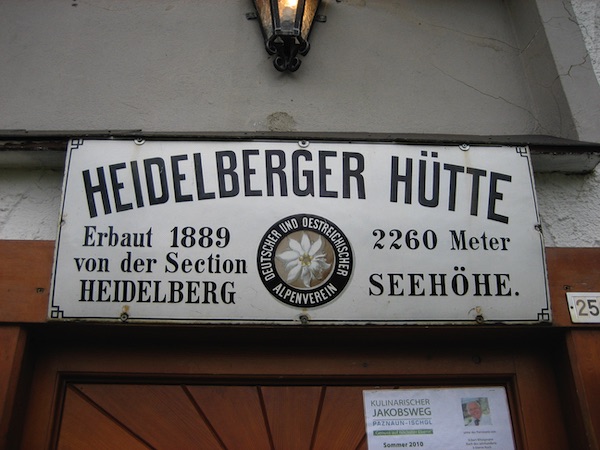 HEIDELBERGER HÜTTE
Erbaut 1889
von der Section
HEIDELBERG
DEUTSCHER UND OESTREICHISCHER
ALPENVEREIN
2260 Meter
SEEHÖHE.
25
KULINARISCHER
JAKOBSWEG
PAZNAUN-ISCHGL
Sommer 2010